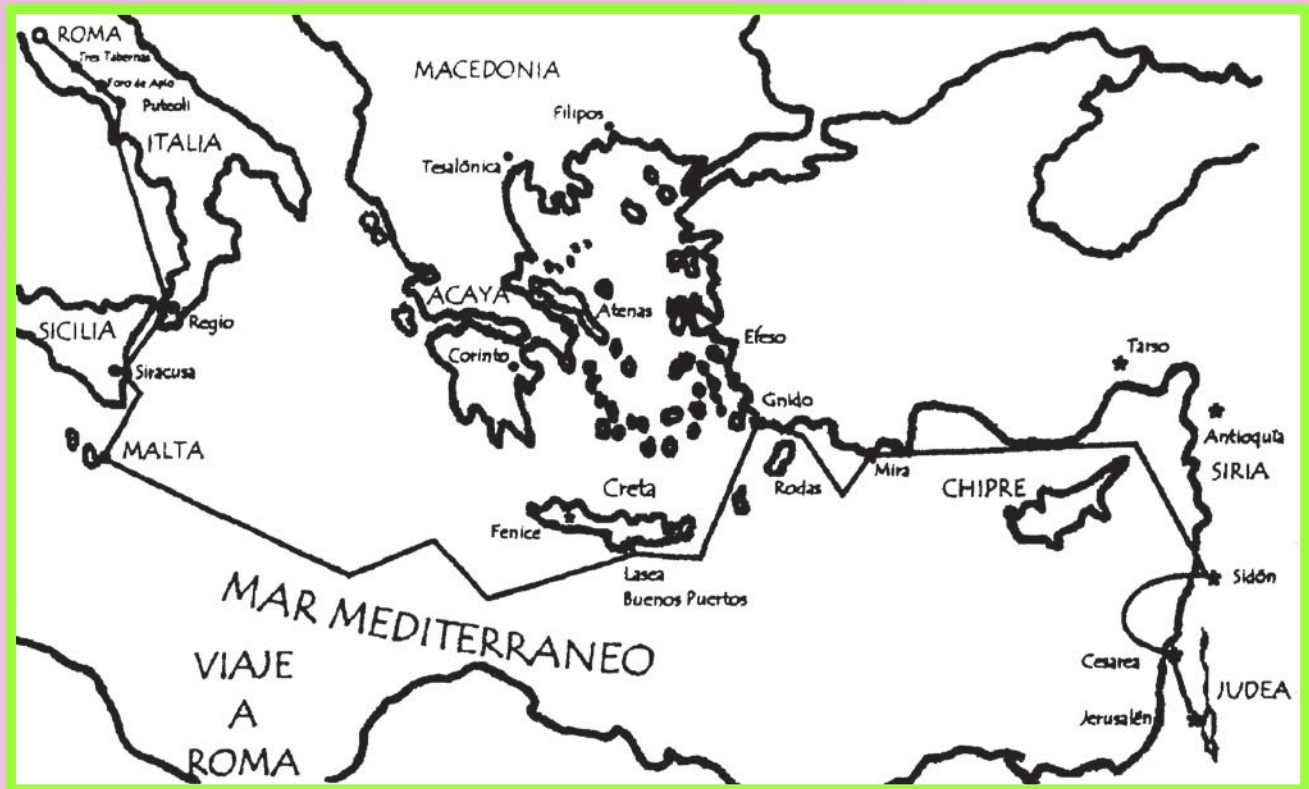 ROMA
Tres Tabernas
Foro de Apio
Puteoli
ITALIA
MACEDONIA
Filipos
Tesalónica
ACAYA
Atenas
Corinto
SICILIA
Regio
Siracusa
MALTA
Efeso
Gnido
Tarso
Antioquía
SIRIA
Mira
Rodas
CHIPRE
Creta
Fenice
Lasea
Buenos Puertos
Sidón
MAR MEDITERRANEO
Cesarea
JUDEA
Jerusalén
VIAJE
A
ROMA